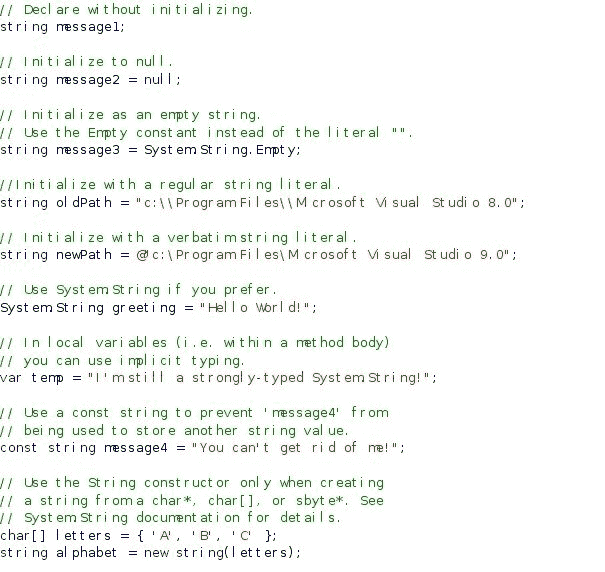 // Declare without initializing.
string message1;
// Initialize to null.
string message2 = null;
// Initialize as an empty string.
// Use the Empty constant instead of the literal "".
string message3 = System.String.Empty;
//Initialize with a regular string literal.
string oldPath = "c:\\Program Files\\Microsoft Visual Studio 8.0";
// Initialize with a verbatim string literal.
string newPath = @"c:\Program Files\Microsoft Visual Studio 9.0";
// Use System.String if you prefer.
System.String greeting = "Hello World!";
// In local variables (i.e. within a method body)
// you can use implicit typing.
var temp = "I'm still a strongly-typed System.String!";
// Use a const string to prevent 'message4' from
// being used to store another string value.
const string message4 = "You can't get rid of me!";
// Use the String constructor only when creating
// a string from a char*, char[], or sbyte*. See
// System.String documentation for details.
char[] letters = { 'A', 'B', 'C' };
string alphabet = new string(letters);